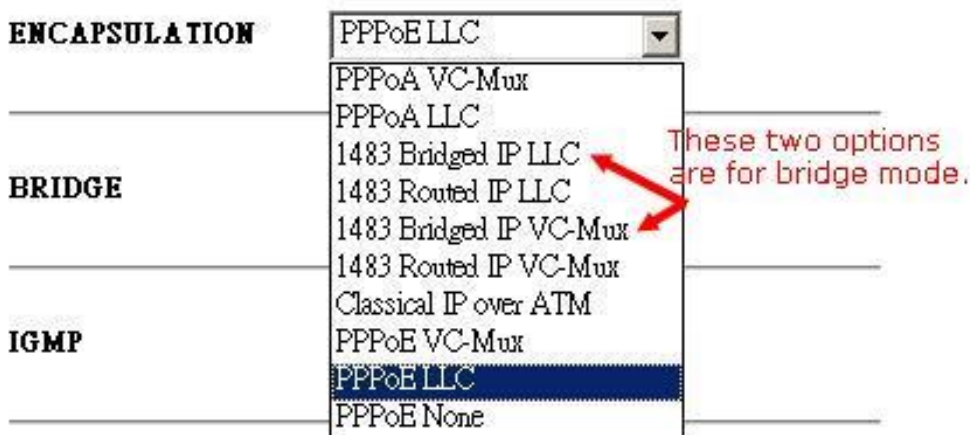 ENCAPSULATION
PPPoE LLC
PPPoA VC-Mux
PPPoA LLC
1483 Bridged IP LLC
These two options
are for bridge mode.
BRIDGE
1483 Routed IP LLC
1483 Bridged IP VC-Mux
1483 Routed IP VC-Mux
Classical IP over ATM
IGMP
PPPoE VC-Mux
PPPoE LLC
PPPoE None